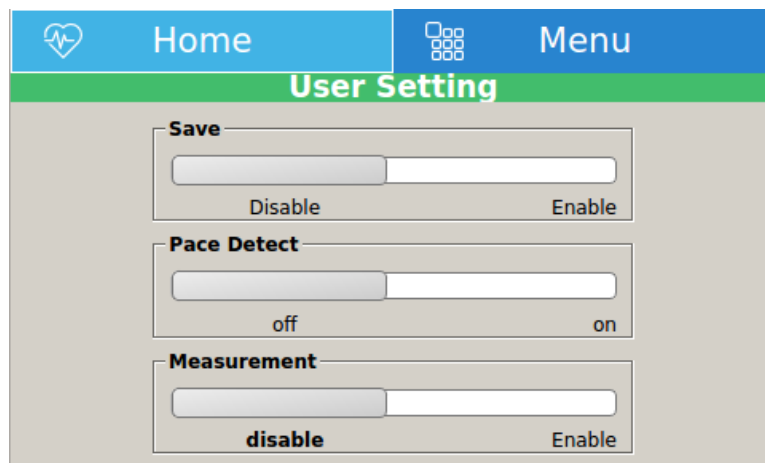 Home Menu
User Setting
Save
Disable Enable
Pace Detect
off on
Measurement
disable Enable